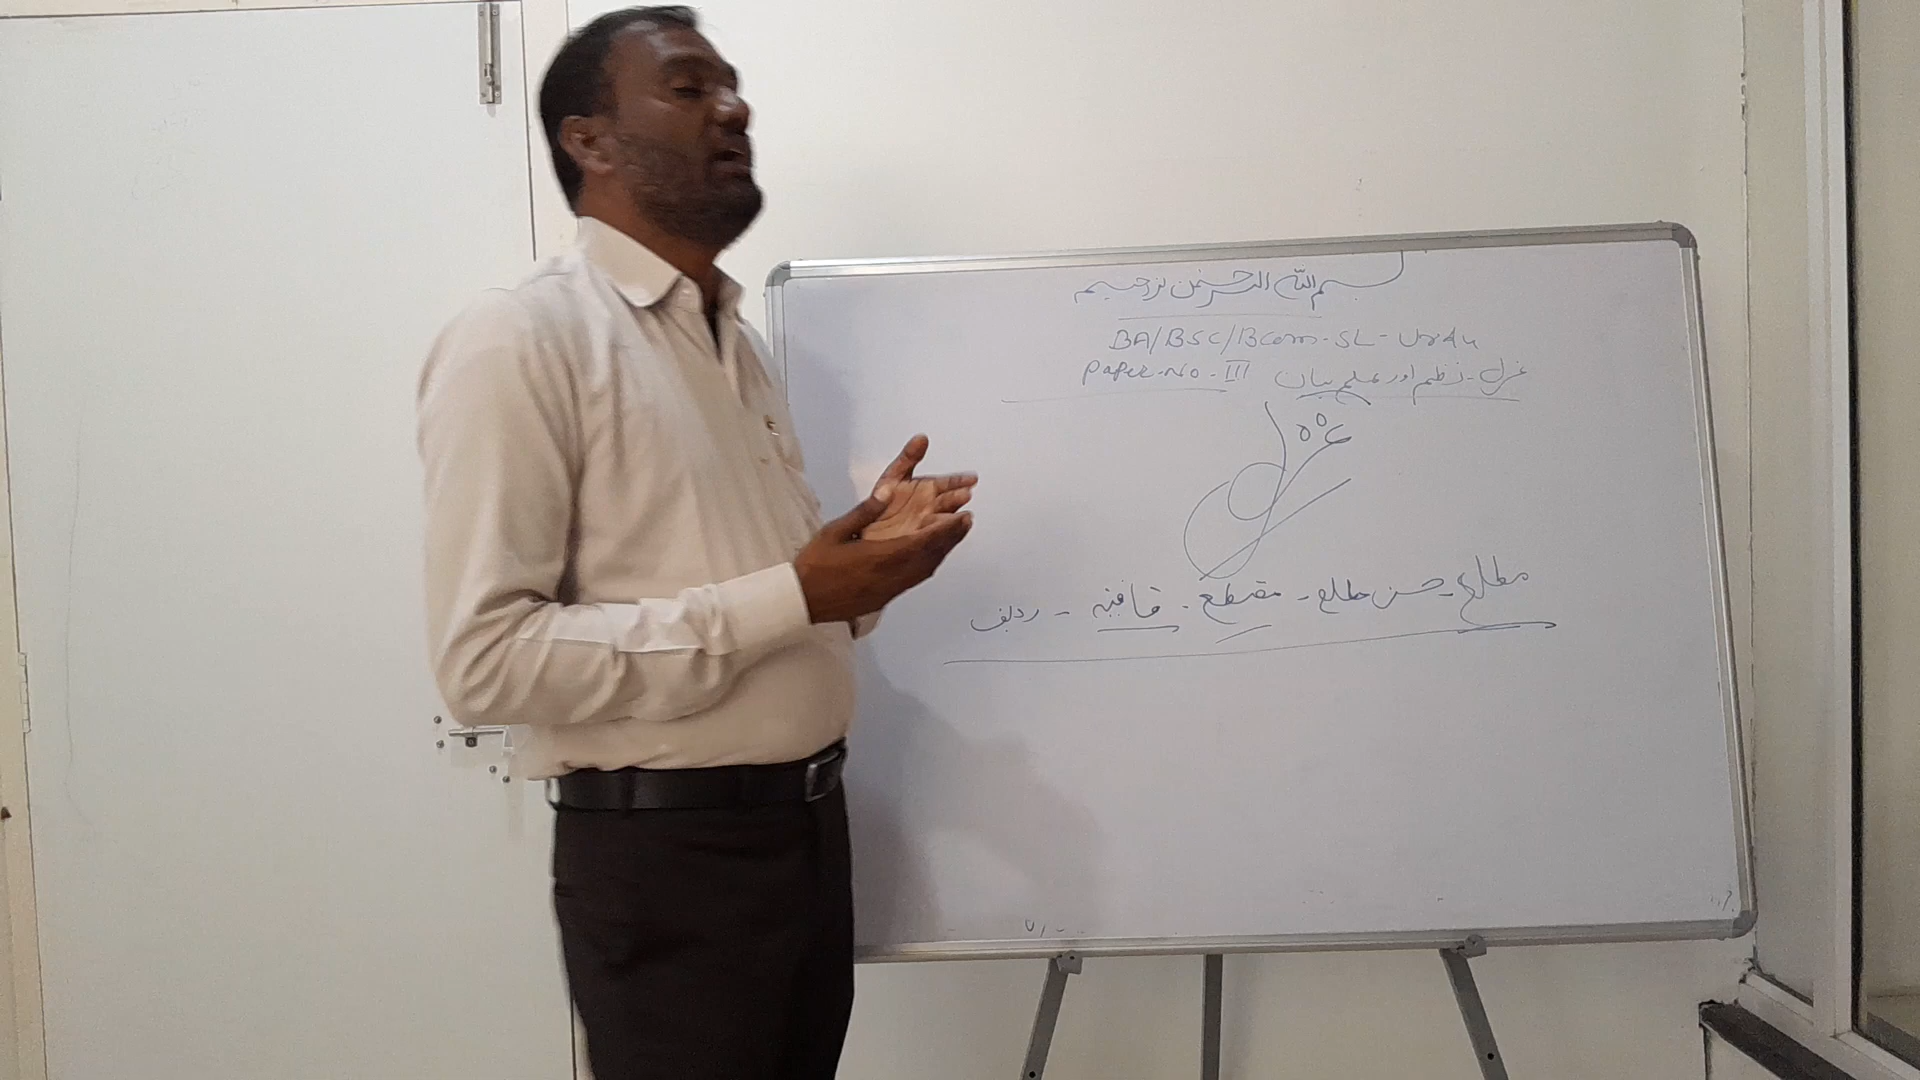 بسم اللہ الرحمن الرحیم
BA/BSC/BCom-SL-Urdu
Paper-No-III غزل-نظم اور علم بیان
مطلع-حسن مطلع-مقطع-قافیہ-ردیف